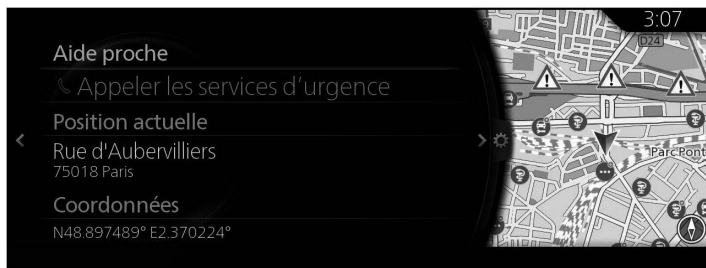 3:07
Aide proche
Appeler les services d'urgence
Position actuelle
Rue d'Aubervilliers
75018 Paris
Coordonnées
N48.897489° E2.370224°
D24
Parc Pont